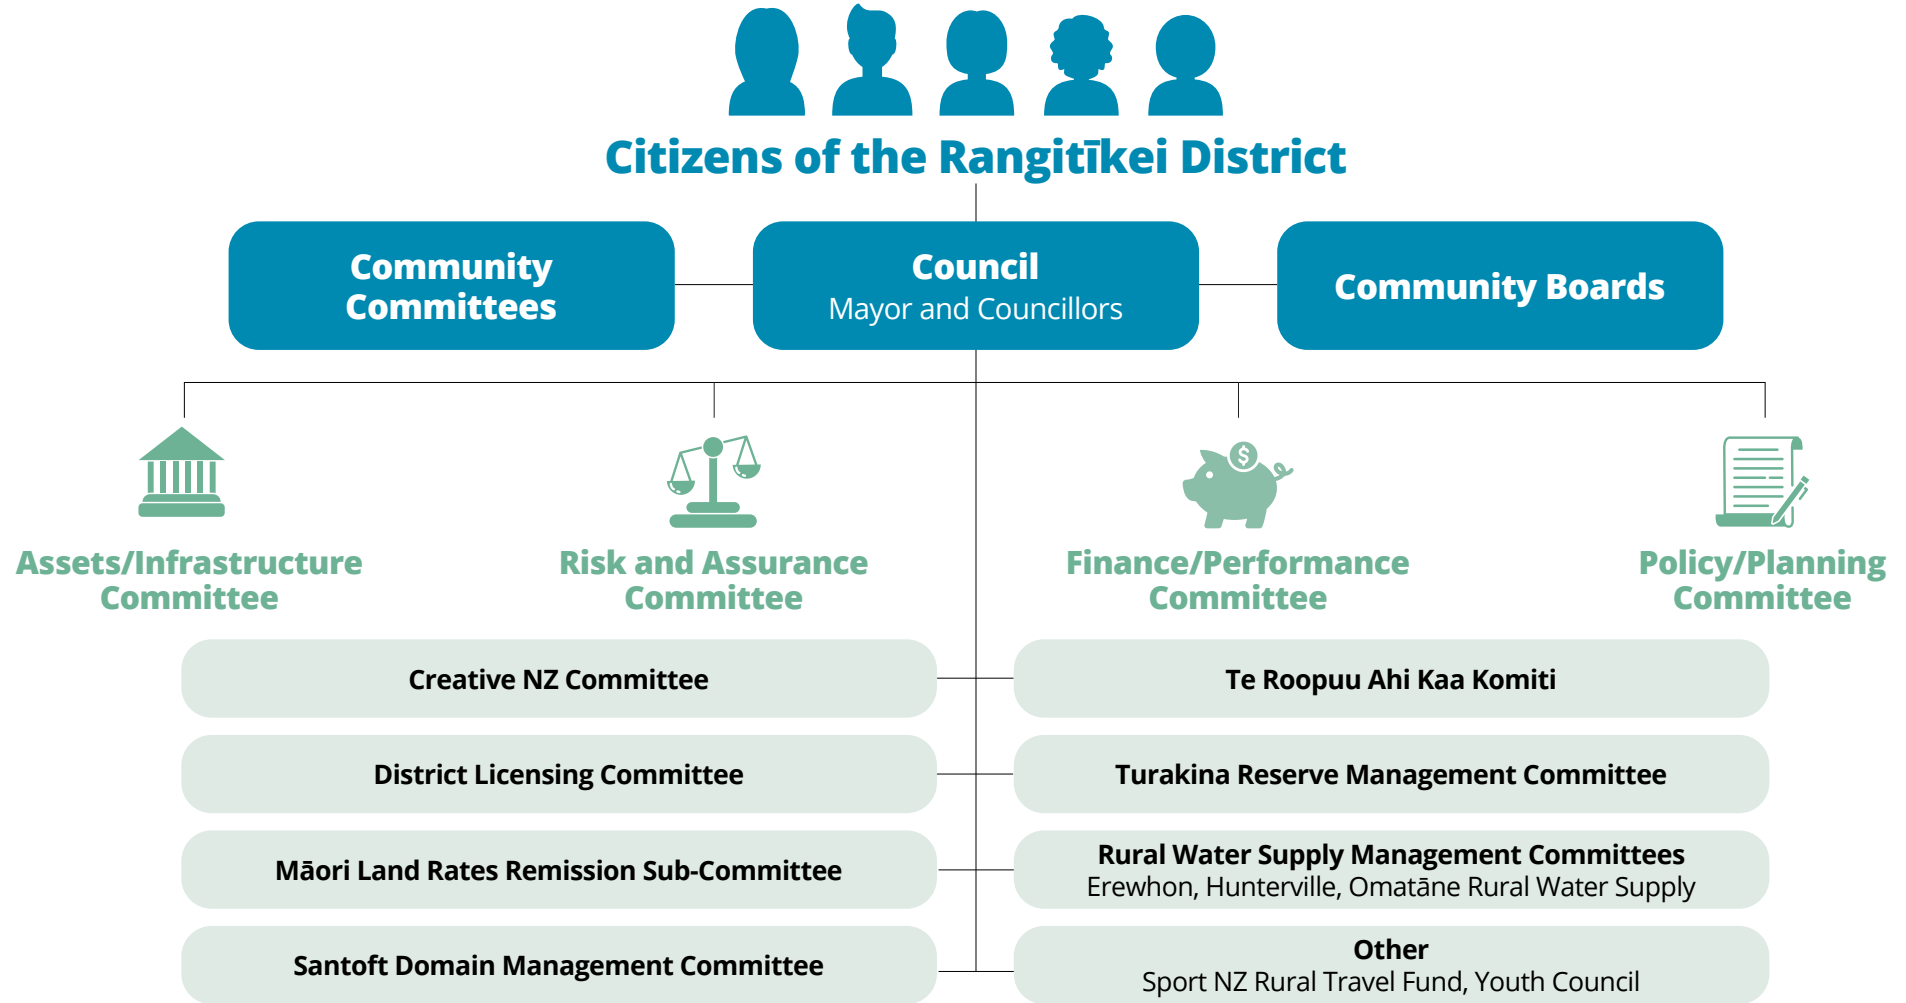 Citizens of the Rangitīkei District
Community
Committees
Council
Mayor and Councillors
Community Boards
$
Assets/Infrastructure
Committee
Risk and Assurance
Committee
Finance/Performance
Committee
Policy/Planning
Committee
Creative NZ Committee
Te Roopuu Ahi Kaa Komiti
District Licensing Committee
Turakina Reserve Management Committee
Māori Land Rates Remission Sub-Committee
Rural Water Supply Management Committees
Erewhon, Hunterville, Omatāne Rural Water Supply
Santoft Domain Management Committee
Other
Sport NZ Rural Travel Fund, Youth Council